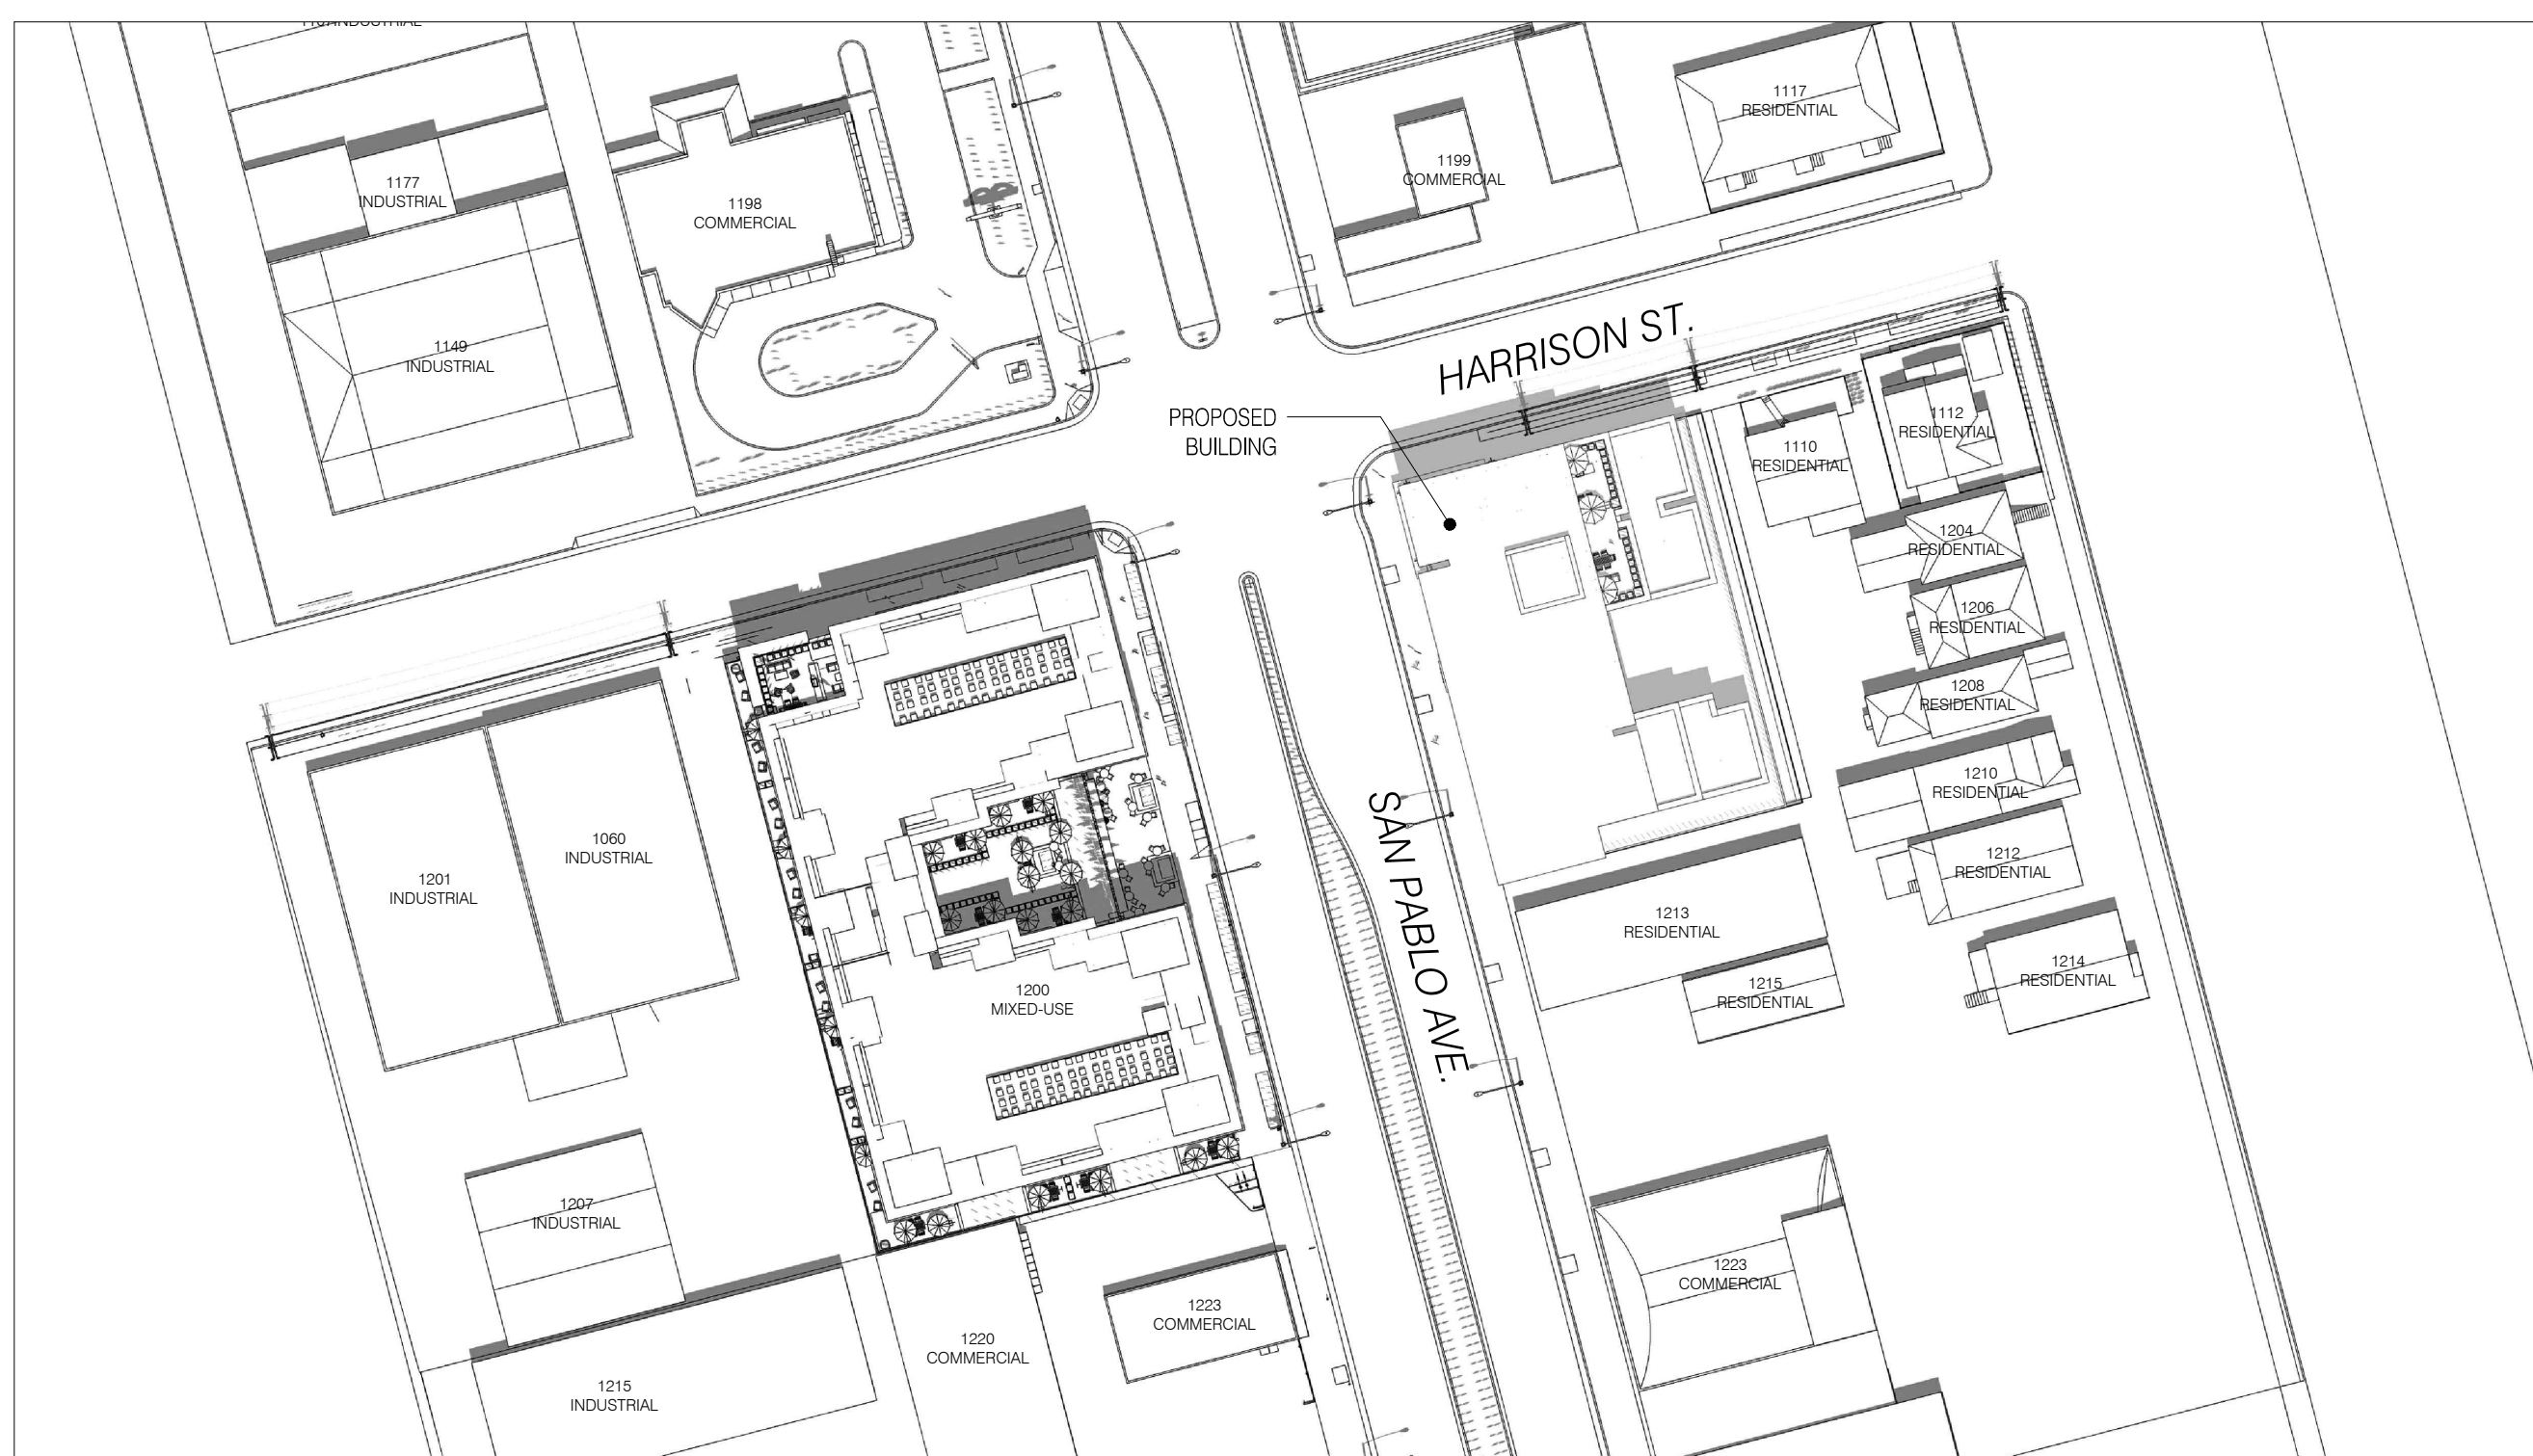 1117
RESIDENTIAL
1199
COMMERCIAL
1177
INDUSTRIAL
1198
COMMERCIAL
1149
INDUSTRIAL
HARRISON ST.
PROPOSED
BUILDING
1112
RESIDENTIAL
1110
RESIDENTIAL
1204
RESIDENTIAL
1206
RESIDENTIAL
1208
RESIDENTIAL
1210
RESIDENTIAL
1060
INDUSTRIAL
1201
INDUSTRIAL
SAN PABLO AVE.
1212
RESIDENTIAL
1213
RESIDENTIAL
1214
RESIDENTIAL
1215
RESIDENTIAL
1200
MIXED-USE
1207
INDUSTRIAL
1223
COMMERCIAL
1223
COMMERCIAL
1220
COMMERCIAL
1215
INDUSTRIAL